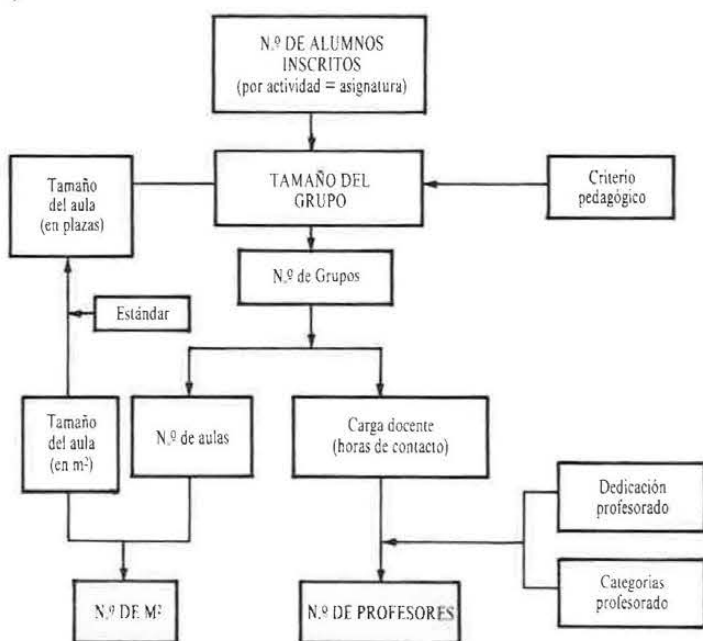 N.º DE ALUMNOS
INSCRITOS
(por actividad = asignatura)
Tamaño
del aula
(en plazas)
TAMAÑO DEL
GRUPO
Criterio
pedagógico
N.º de Grupos
Estándar
Tamaño
del aula
(en m²)
N.º de aulas
Carga docente
(horas de contacto)
Dedicación
profesorado
Categorías
profesorado
N.º DE M²
N.º DE PROFESORES